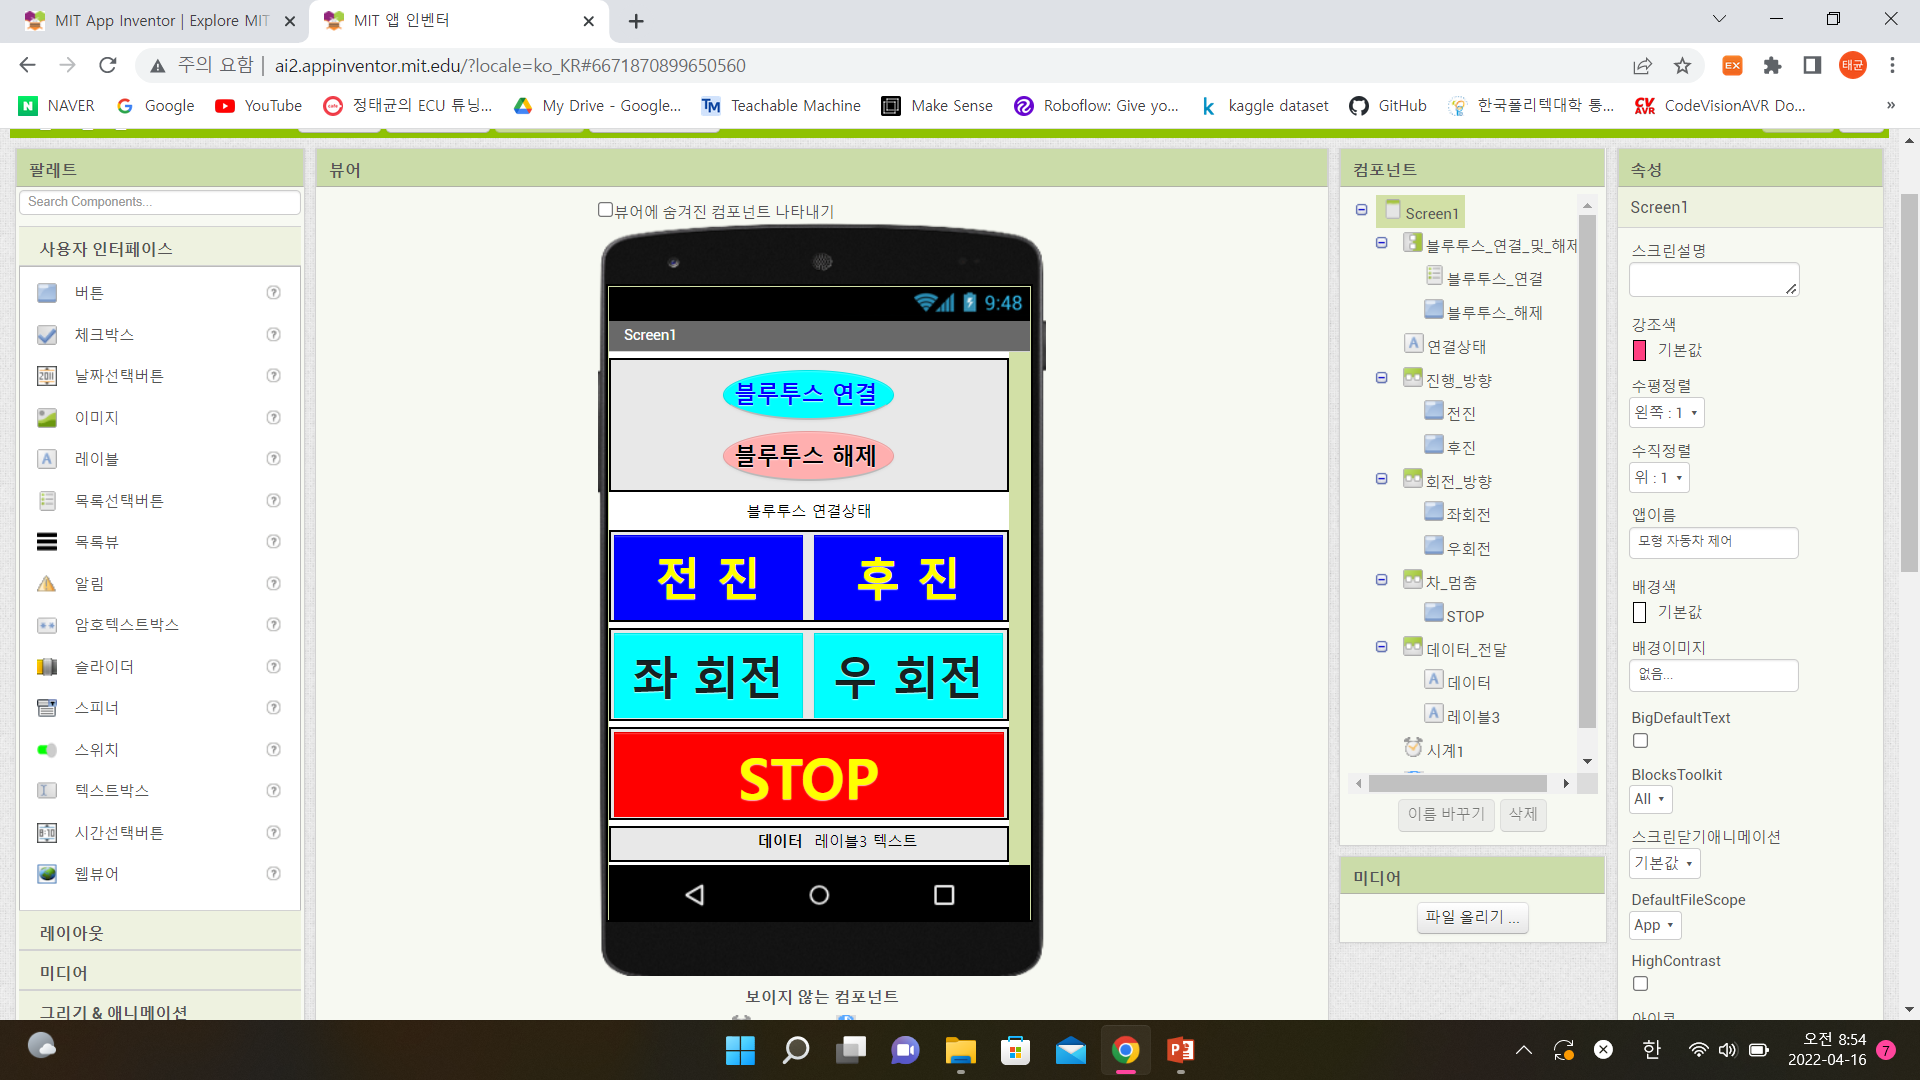 MIT App Inventor | Explore MIT
MIT 앱 인벤터
주의 요함 | ai2.appinventor.mit.edu/?locale=ko_KR#6671870899650560
EX
태균
NAVER
Google
YouTube
정태균의 ECU 튜닝...
My Drive - Google...
Teachable Machine
Make Sense
Roboflow: Give yo...
kaggle dataset
GitHub
한국폴리텍대학 통...
CodeVisionAVR Do...
»
팔레트
Search Components...
사용자 인터페이스
버튼
체크박스
날짜선택버튼
이미지
레이블
목록선택버튼
목록뷰
알림
암호텍스트박스
슬라이더
스피너
스위치
텍스트박스
시간선택버튼
웹뷰어
레이아웃
미디어
그리기 & 애니메이션
뷰어
뷰어에 숨겨진 컴포넌트 나타내기
9:48
Screen1
블루투스 연결
블루투스 해제
블루투스 연결상태
전 진
후 진
좌 회전
우 회전
STOP
데이터 레이블3 텍스트
보이지 않는 컴포넌트
컴포넌트
Screen1
블루투스_연결_및_해제
블루투스_연결
블루투스_해제
연결상태
진행_방향
전진
후진
회전_방향
좌회전
우회전
차_멈춤
STOP
데이터_전달
데이터
레이블3
시계1
이름 바꾸기
삭제
미디어
파일 올리기 ...
속성
Screen1
스크린설명
강조색
기본값
수평정렬
왼쪽 : 1
수직정렬
위 : 1
앱이름
모형 자동차 제어
배경색
기본값
배경이미지
없음...
BigDefaultText
BlocksToolkit
All
스크린닫기애니메이션
기본값
DefaultFileScope
App
HighContrast
아이콘
한
오전 8:54
2022-04-16
7